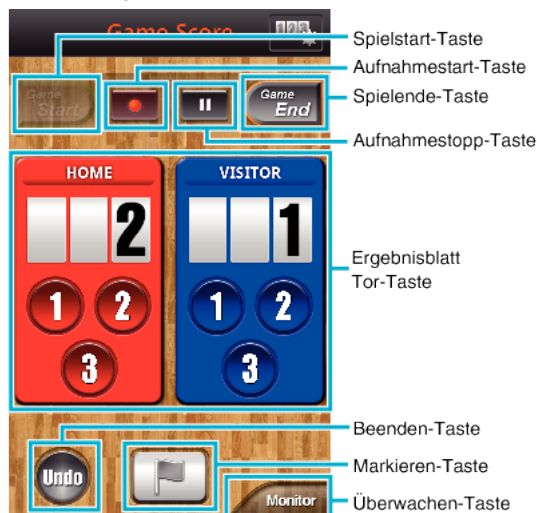 Game Score
123
Spielstart-Taste
Aufnahmestart-Taste
Game
Start
Game
End
Spielende-Taste
Aufnahmestopp-Taste
HOME
VISITOR
2
1
Ergebnisblatt
Tor-Taste
1 2
1 2
3
3
Beenden-Taste
Undo
Markieren-Taste
Monitor
Überwachen-Taste